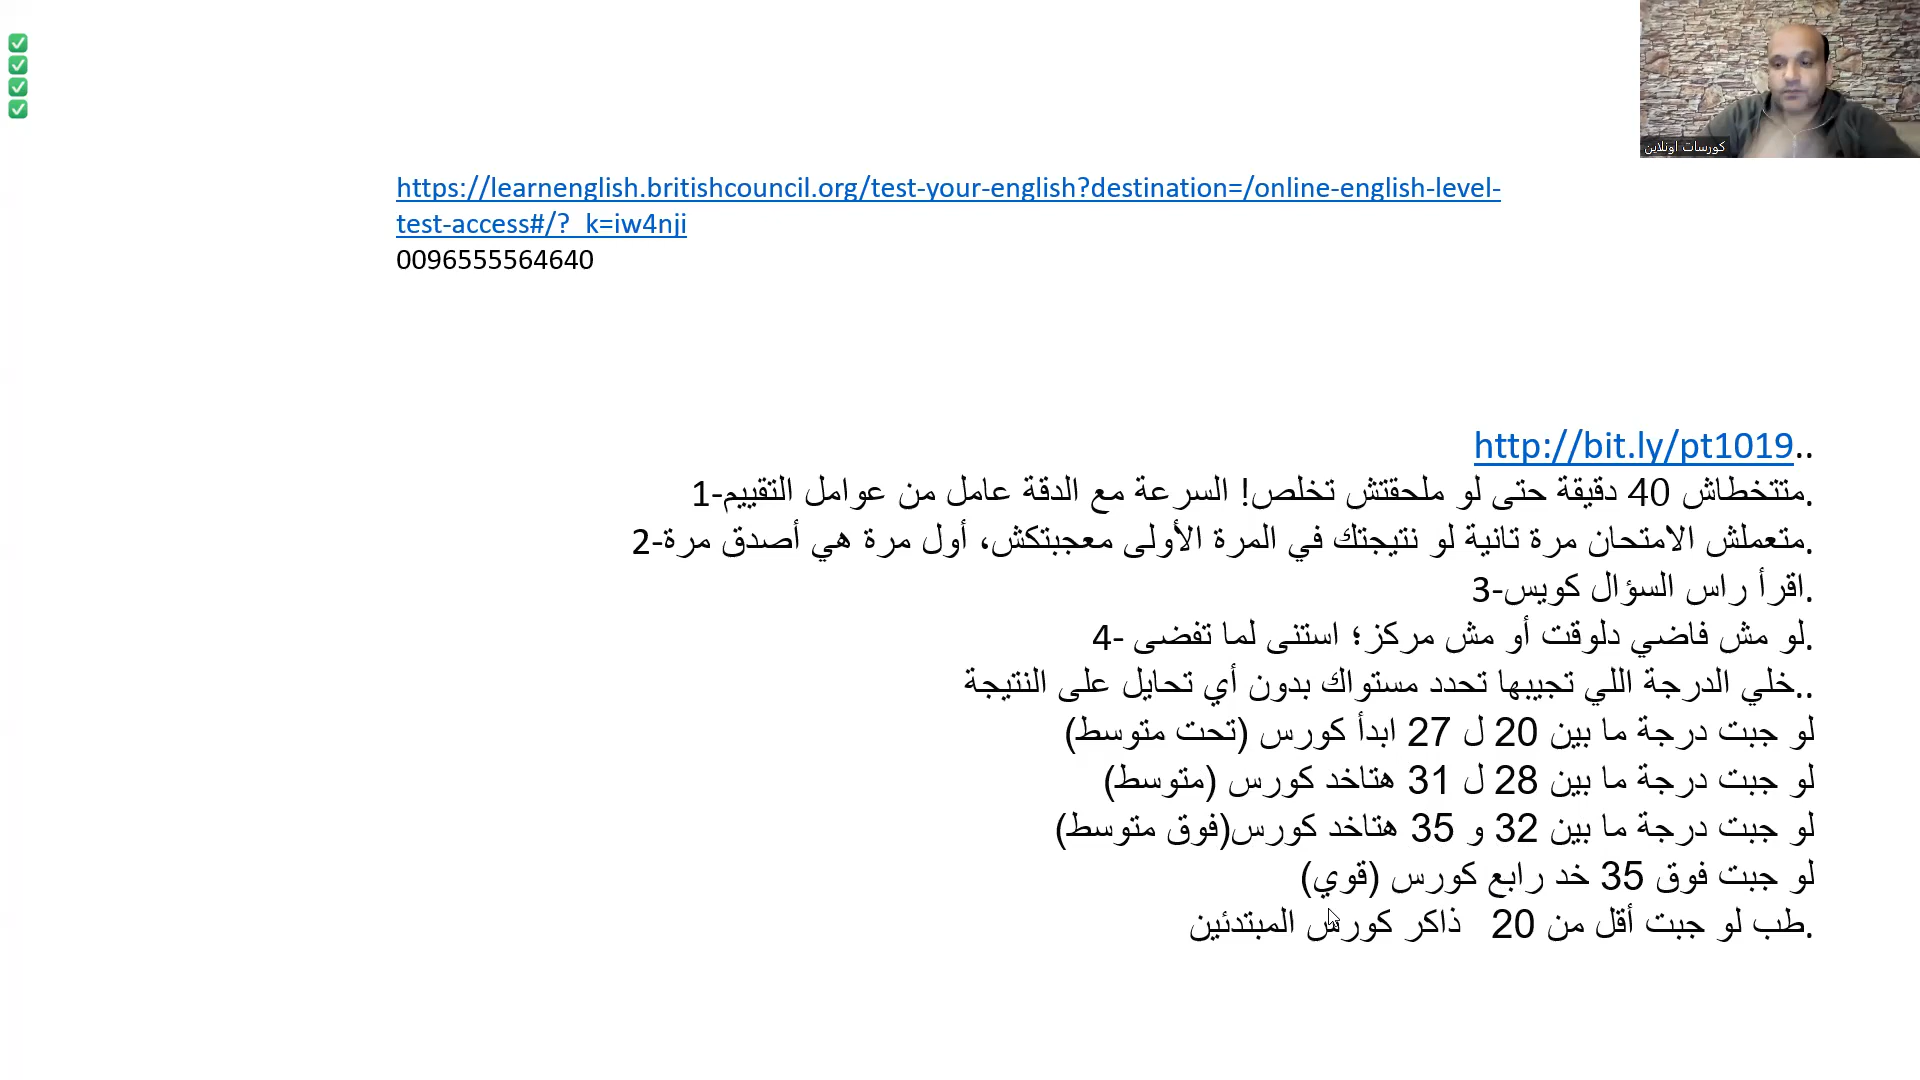 كورسات اونلاين
https://learnenglish.britishcouncil.org/test-your-english?destination=/online-english-level-
test-access#/?_k=iw4nji
0096555564640
http://bit.ly/pt1019..
1-متتخطاش 40 دقيقة حتى لو ملحقتش تخلص! السرعة مع الدقة عامل من عوامل التقييم.
2-متعملش الامتحان مرة تانية لو نتيجتك في المرة الأولى معجبتكش، أول مرة هي أصدق مرة.
3-اقرأ راس السؤال كويس.
4- لو مش فاضي دلوقت أو مش مركز؛ استنى لما تفضى.
خلي الدرجة اللي تجيبها تحدد مستواك بدون أي تحايل على النتيجة..
لو جبت درجة ما بين 20 ل 27 ابدأ كورس (تحت متوسط)
لو جبت درجة ما بين 28 ل 31 هتاخد كورس (متوسط)
لو جبت درجة ما بين 32 و 35 هتاخد كورس(فوق متوسط)
لو جبت فوق 35 خد رابع كورس (قوي)
طب لو جبت أقل من 20 ذاكر كورس المبتدئين.